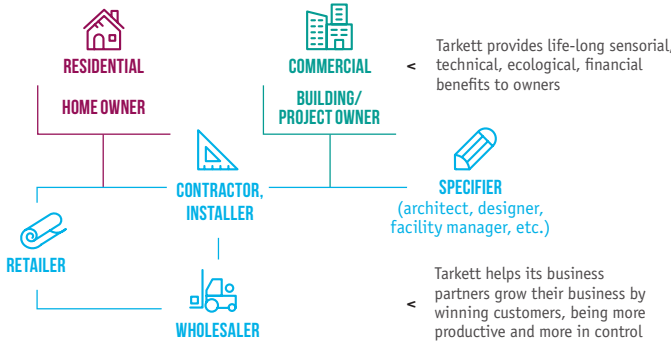 RESIDENTIAL
HOME OWNER
COMMERCIAL
BUILDING/
PROJECT OWNER
< Tarkett provides life-long sensorial,
technical, ecological, financial
benefits to owners
CONTRACTOR,
INSTALLER
SPECIFIER
(architect, designer,
facility manager, etc.)
RETAILER
WHOLESALER
< Tarkett helps its business
partners grow their business by
winning customers, being more
productive and more in control